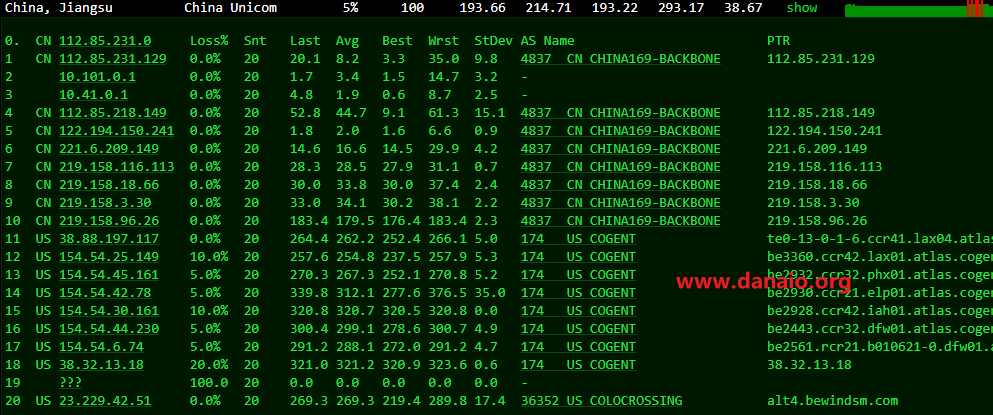 China, Jiangsu China Unicom 5% 100 193.66 214.71 193.22 293.17 38.67 show
0. CN 112.85.231.0 Loss% Snt Last Avg Best Wrst StDev AS Name PTR
1 CN 112.85.231.129 0.0% 20 20.1 8.2 3.3 35.0 9.8 4837 CN CHINA169-BACKBONE 112.85.231.129
2 10.101.0.1 0.0% 20 1.7 3.4 1.5 14.7 3.2 -
3 10.41.0.1 0.0% 20 4.8 1.9 0.6 8.7 2.5 -
4 CN 112.85.218.149 0.0% 20 52.8 44.7 9.1 61.3 15.1 4837 CN CHINA169-BACKBONE 112.85.218.149
5 CN 122.194.150.241 0.0% 20 1.8 2.0 1.6 6.6 0.9 4837 CN CHINA169-BACKBONE 122.194.150.241
6 CN 221.6.209.149 0.0% 20 14.6 16.6 14.5 29.9 4.2 4837 CN CHINA169-BACKBONE 221.6.209.149
7 CN 219.158.116.113 0.0% 20 28.3 28.5 27.9 31.1 0.7 4837 CN CHINA169-BACKBONE 219.158.116.113
8 CN 219.158.18.66 0.0% 20 30.0 33.8 30.0 37.4 2.4 4837 CN CHINA169-BACKBONE 219.158.18.66
9 CN 219.158.3.30 0.0% 20 33.0 34.1 30.2 38.1 2.2 4837 CN CHINA169-BACKBONE 219.158.3.30
10 CN 219.158.96.26 0.0% 20 183.4 179.5 176.4 183.4 2.3 4837 CN CHINA169-BACKBONE 219.158.96.26
11 US 38.88.197.117 0.0% 20 264.4 262.2 252.4 266.1 5.0 174 US COGENT te0-13-0-1-6.ccr41.lax04.atlas
12 US 154.54.25.149 10.0% 20 257.6 254.8 237.5 257.9 5.3 174 US COGENT be3360.ccr42.lax01.atlas.cogen
13 US 154.54.45.161 5.0% 20 270.3 267.3 252.1 270.8 5.2 174 US COGENT be2932.ccr32.phx01.atlas.cogen
www.danaio.org
14 US 154.54.42.78 5.0% 20 339.8 312.1 277.6 376.5 35.0 174 US COGENT be2930.ccr21.elp01.atlas.cogen
15 US 154.54.30.161 10.0% 20 320.8 320.7 320.5 320.8 0.0 174 US COGENT be2928.ccr42.iah01.atlas.cogen
16 US 154.54.44.230 5.0% 20 300.4 299.1 278.6 300.7 4.9 174 US COGENT be2443.ccr32.dfw01.atlas.cogen
17 US 154.54.6.74 5.0% 20 291.2 288.1 272.0 291.2 4.7 174 US COGENT be2561.rcr21.b010621-0.dfw01.a
18 US 38.32.13.18 20.0% 20 321.0 321.2 320.9 323.6 0.6 174 US COGENT 38.32.13.18
19 ??? 100.0 20 0.0 0.0 0.0 0.0 0.0 -
20 US 23.229.42.51 0.0% 20 269.3 269.3 219.4 289.8 17.4 36352 US COLOCROSSING alt4.bewindsm.com